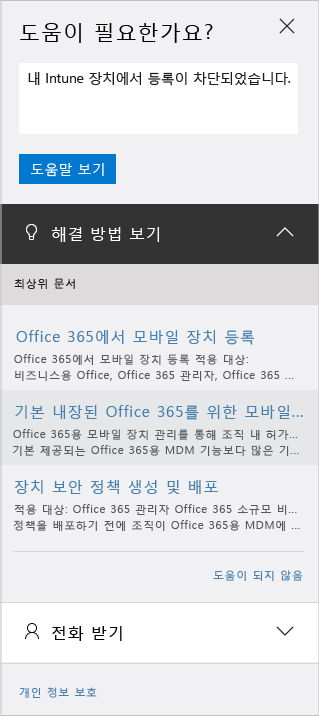 도움이 필요한가요?
내 Intune 장치에서 등록이 차단되었습니다.
도움말 보기
해결 방법 보기
최상위 문서
Office 365에서 모바일 장치 등록
Office 365에서 모바일 장치 등록 적용 대상:
비즈니스용 Office, Office 365 관리자, Office 365 ...
기본 내장된 Office 365를 위한 모바일...
Office 365용 모바일 장치 관리를 통해 조직 내 허가...
기본 제공되는 Office 365용 MDM 기능보다 많은 기...
장치 보안 정책 생성 및 배포
적용 대상: Office 365 관리자 Office 365 소규모 비...
정책을 배포하기 전에 조직이 Office 365용 MDM에 ...
도움이 되지 않음
전화 받기
개인 정보 보호